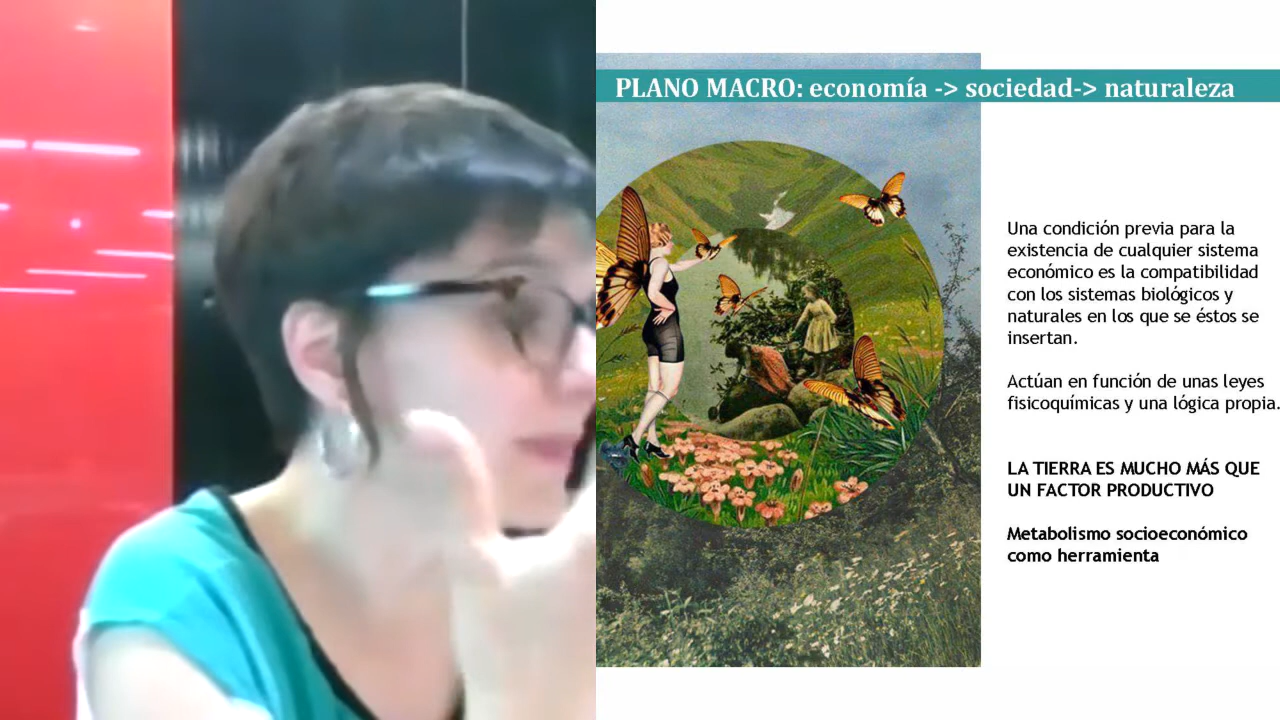 PLANO MACRO: economía -> sociedad-> naturaleza
Una condición previa para la
existencia de cualquier sistema
económico es la compatibilidad
con los sistemas biológicos y
naturales en los que se éstos se
insertan.
Actúan en función de unas leyes
fisicoquímicas y una lógica propia.
LA TIERRA ES MUCHO MÁS QUE
UN FACTOR PRODUCTIVO
Metabolismo socioeconómico
como herramienta